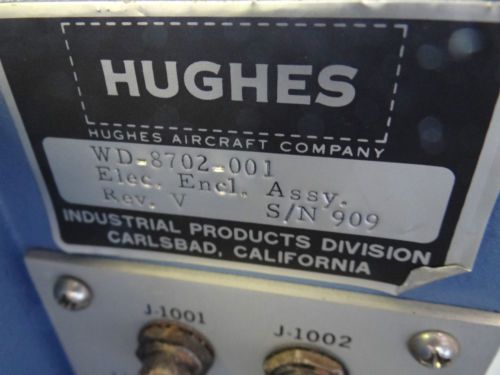 HUGHES
HUGHES AIRCRAFT COMPANY
WD-8702-001
Elec. Encl. Assy.
Rev. V S/N 909
INDUSTRIAL PRODUCTS DIVISION
CARLSBAD, CALIFORNIA
J-1001
J-1002